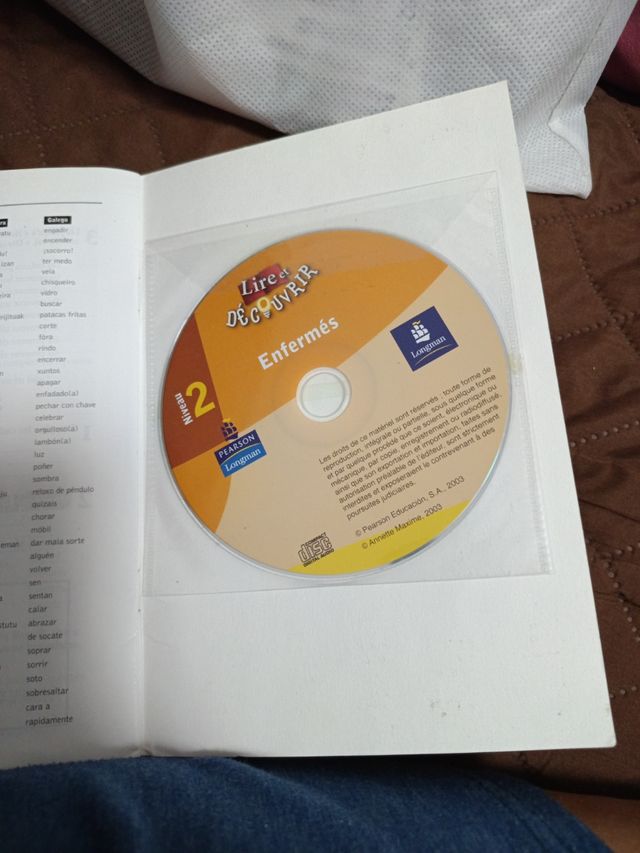 Galego
engadir
encender
¡socorro!
ter medo
vela
chisqueiro
vidro
buscar
patacas fritas
corte
fóra
rindo
encerrar
xuntos
apagar
enfadado(a)
pechar con chave
celebrar
orgulloso(a)
lambón(a)
luz
poñer
sombra
reloxo de péndulo
quizais
chorar
móbil
dar mala sorte
alguén
volver
sen
sentan
calar
abrazar
de socate
soprar
sorrir
soto
sobresaltar
cara a
rapidamente
Lire et
DÉCOUVRIR
Enfermés
Niveau 2
PEARSON
Longman
Longman
Les droits de ce matériel sont réservés ; toute forme de
reproduction, intégrale ou partielle, sous quelque forme
et par quelque procédé que ce soient, électronique ou
mécanique, par copie, enregistrement ou radiodiffusé,
ainsi que son exportation et importation, faites sans
autorisation préalable de l'éditeur, sont strictement
interdites et exposeraient le contrevenant à des
poursuites judiciaires.
© Pearson Educación, S.A., 2003
© Annette Maxime, 2003
COMPACT
disc
DIGITAL AUDIO